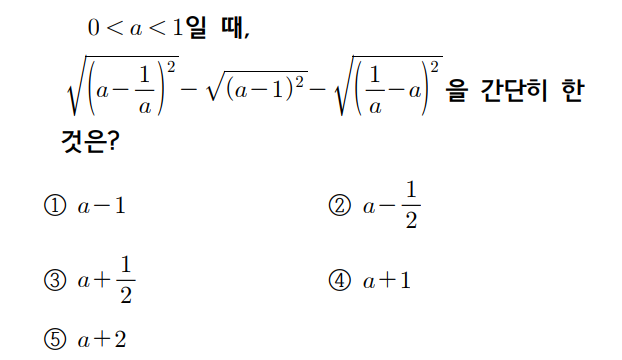 0 < a < 1일 때,
√((a − 1/a)²) − √((a−1)²) − √((1/a − a)²) 을 간단히 한
것은?
① a − 1 ② a − 1/2
③ a + 1/2 ④ a + 1
⑤ a + 2